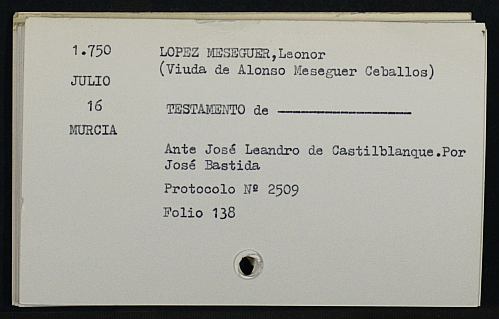 1.750
JULIO
16
MURCIA
LOPEZ MESEGUER,Leonor
(Viuda de Alonso Meseguer Ceballos)
TESTAMENTO de ------------------
Ante José Leandro de Castilblanque.Por
José Bastida
Protocolo Nº 2509
Folio 138